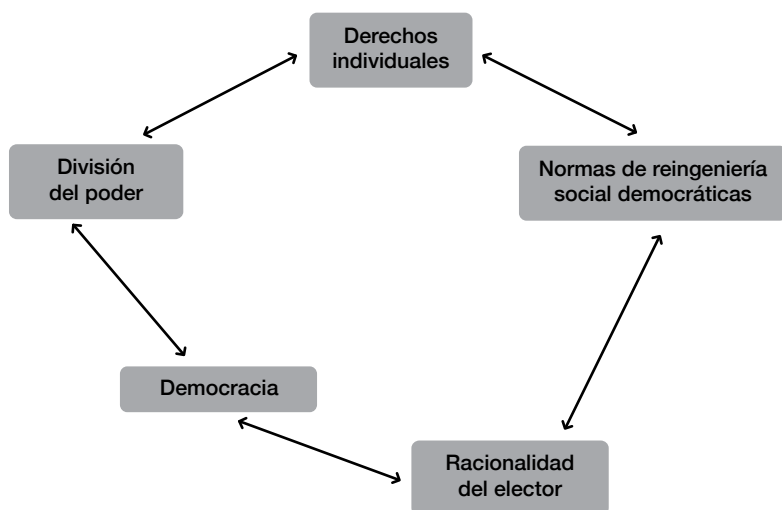 Derechos
individuales
División
del poder
Normas de reingeniería
social democráticas
Democracia
Racionalidad
del elector